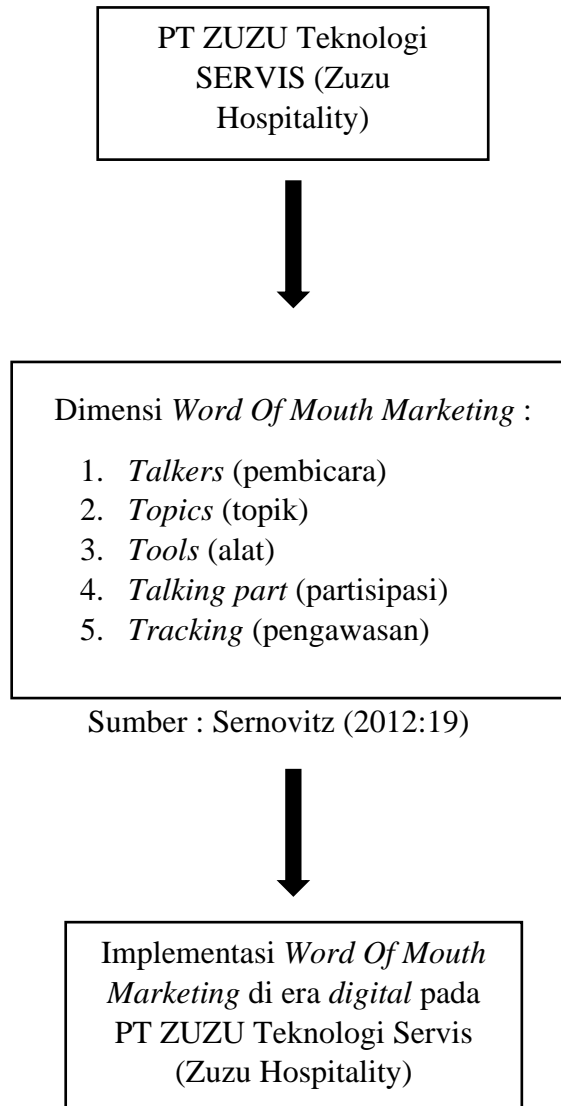 PT ZUZU Teknologi
SERVIS (Zuzu
Hospitality)
Dimensi Word Of Mouth Marketing :
1. Talkers (pembicara)
2. Topics (topik)
3. Tools (alat)
4. Talking part (partisipasi)
5. Tracking (pengawasan)
Sumber : Sernovitz (2012:19)
Implementasi Word Of Mouth
Marketing di era digital pada
PT ZUZU Teknologi Servis
(Zuzu Hospitality)